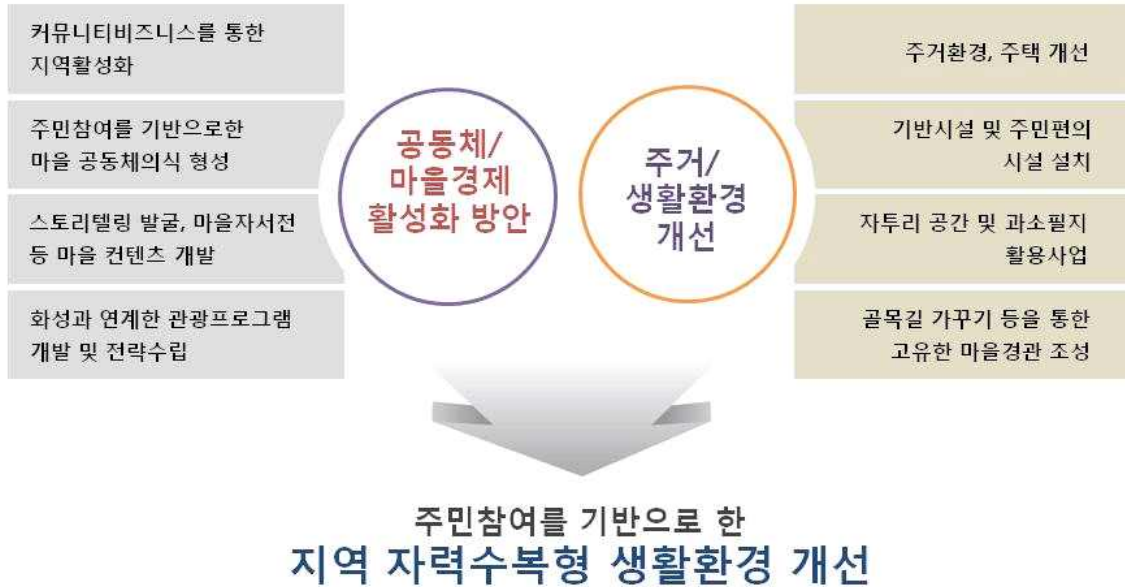 커뮤니티비즈니스를 통한
지역활성화
주민참여를 기반으로한
마을 공동체의식 형성
스토리텔링 발굴, 마을자서전
등 마을 컨텐츠 개발
화성과 연계한 관광프로그램
개발 및 전략수립
공동체/
마을경제
활성화 방안
주거/
생활환경
개선
주거환경, 주택 개선
기반시설 및 주민편의
시설 설치
자투리 공간 및 과소필지
활용사업
골목길 가꾸기 등을 통한
고유한 마을경관 조성
주민참여를 기반으로 한
지역 자력수복형 생활환경 개선